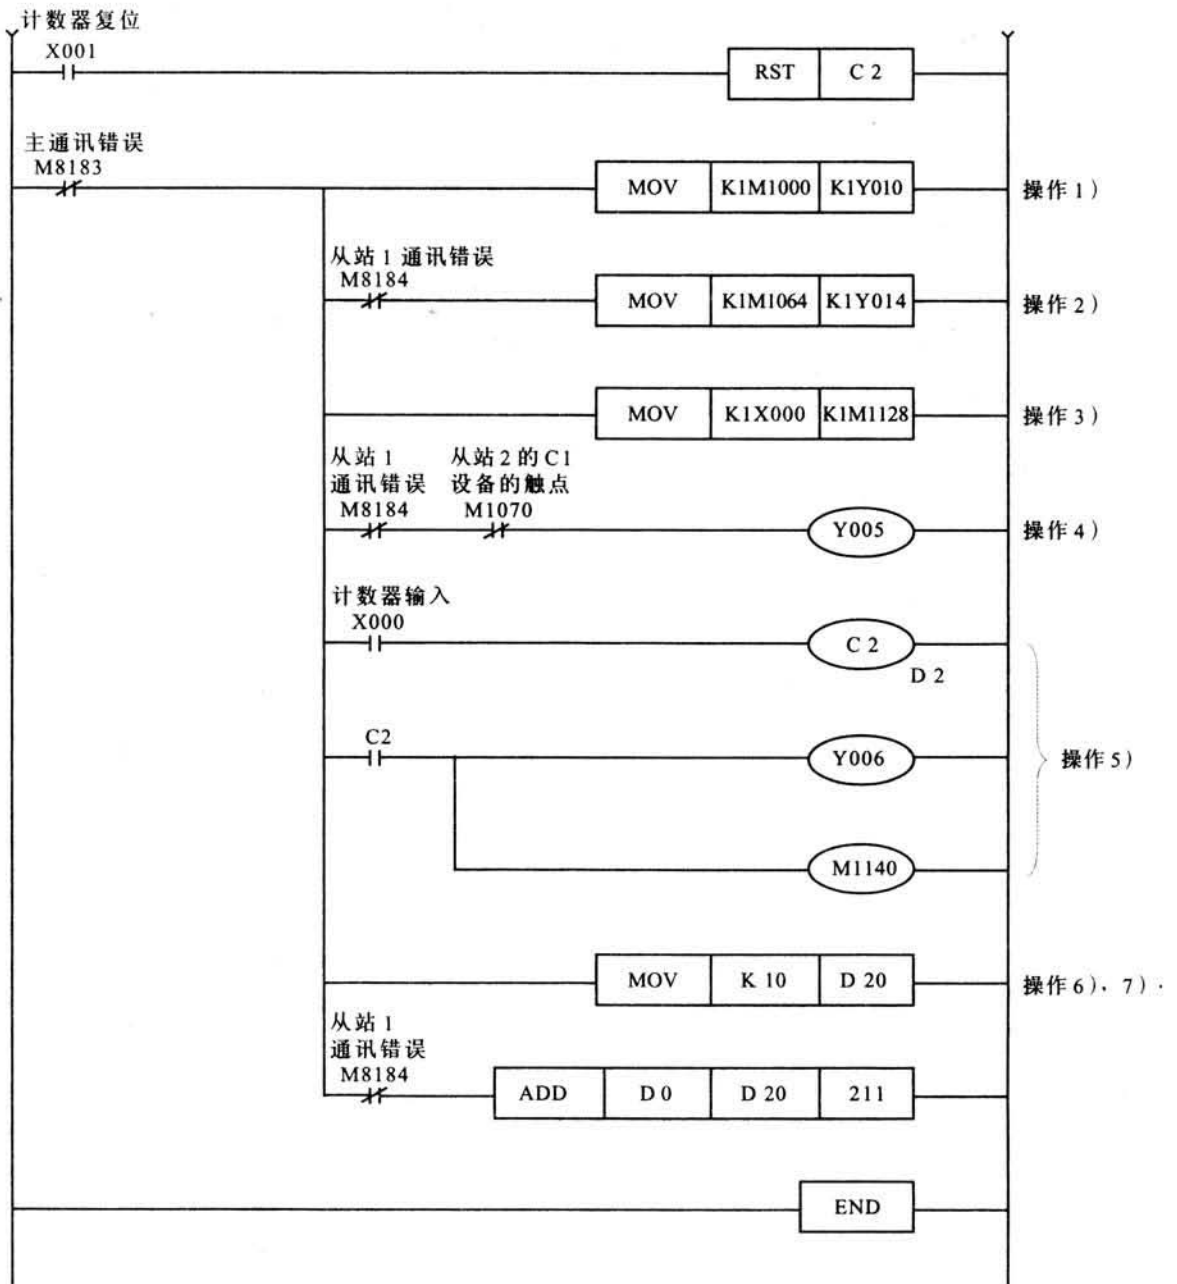 计数器复位
X001
RST C 2
主通讯错误
M8183
MOV K1M1000 K1Y010 操作 1）
从站 1 通讯错误
M8184
MOV K1M1064 K1Y014 操作 2）
MOV K1X000 K1M1128 操作 3）
从站 1 从站 2 的 C1
通讯错误 设备的触点
M8184 M1070
Y005 操作 4）
计数器输入
X000
C 2
D 2
C2
Y006 操作 5）
M1140
MOV K 10 D 20 操作 6），7）.
从站 1
通讯错误
M8184
ADD D 0 D 20 211
END